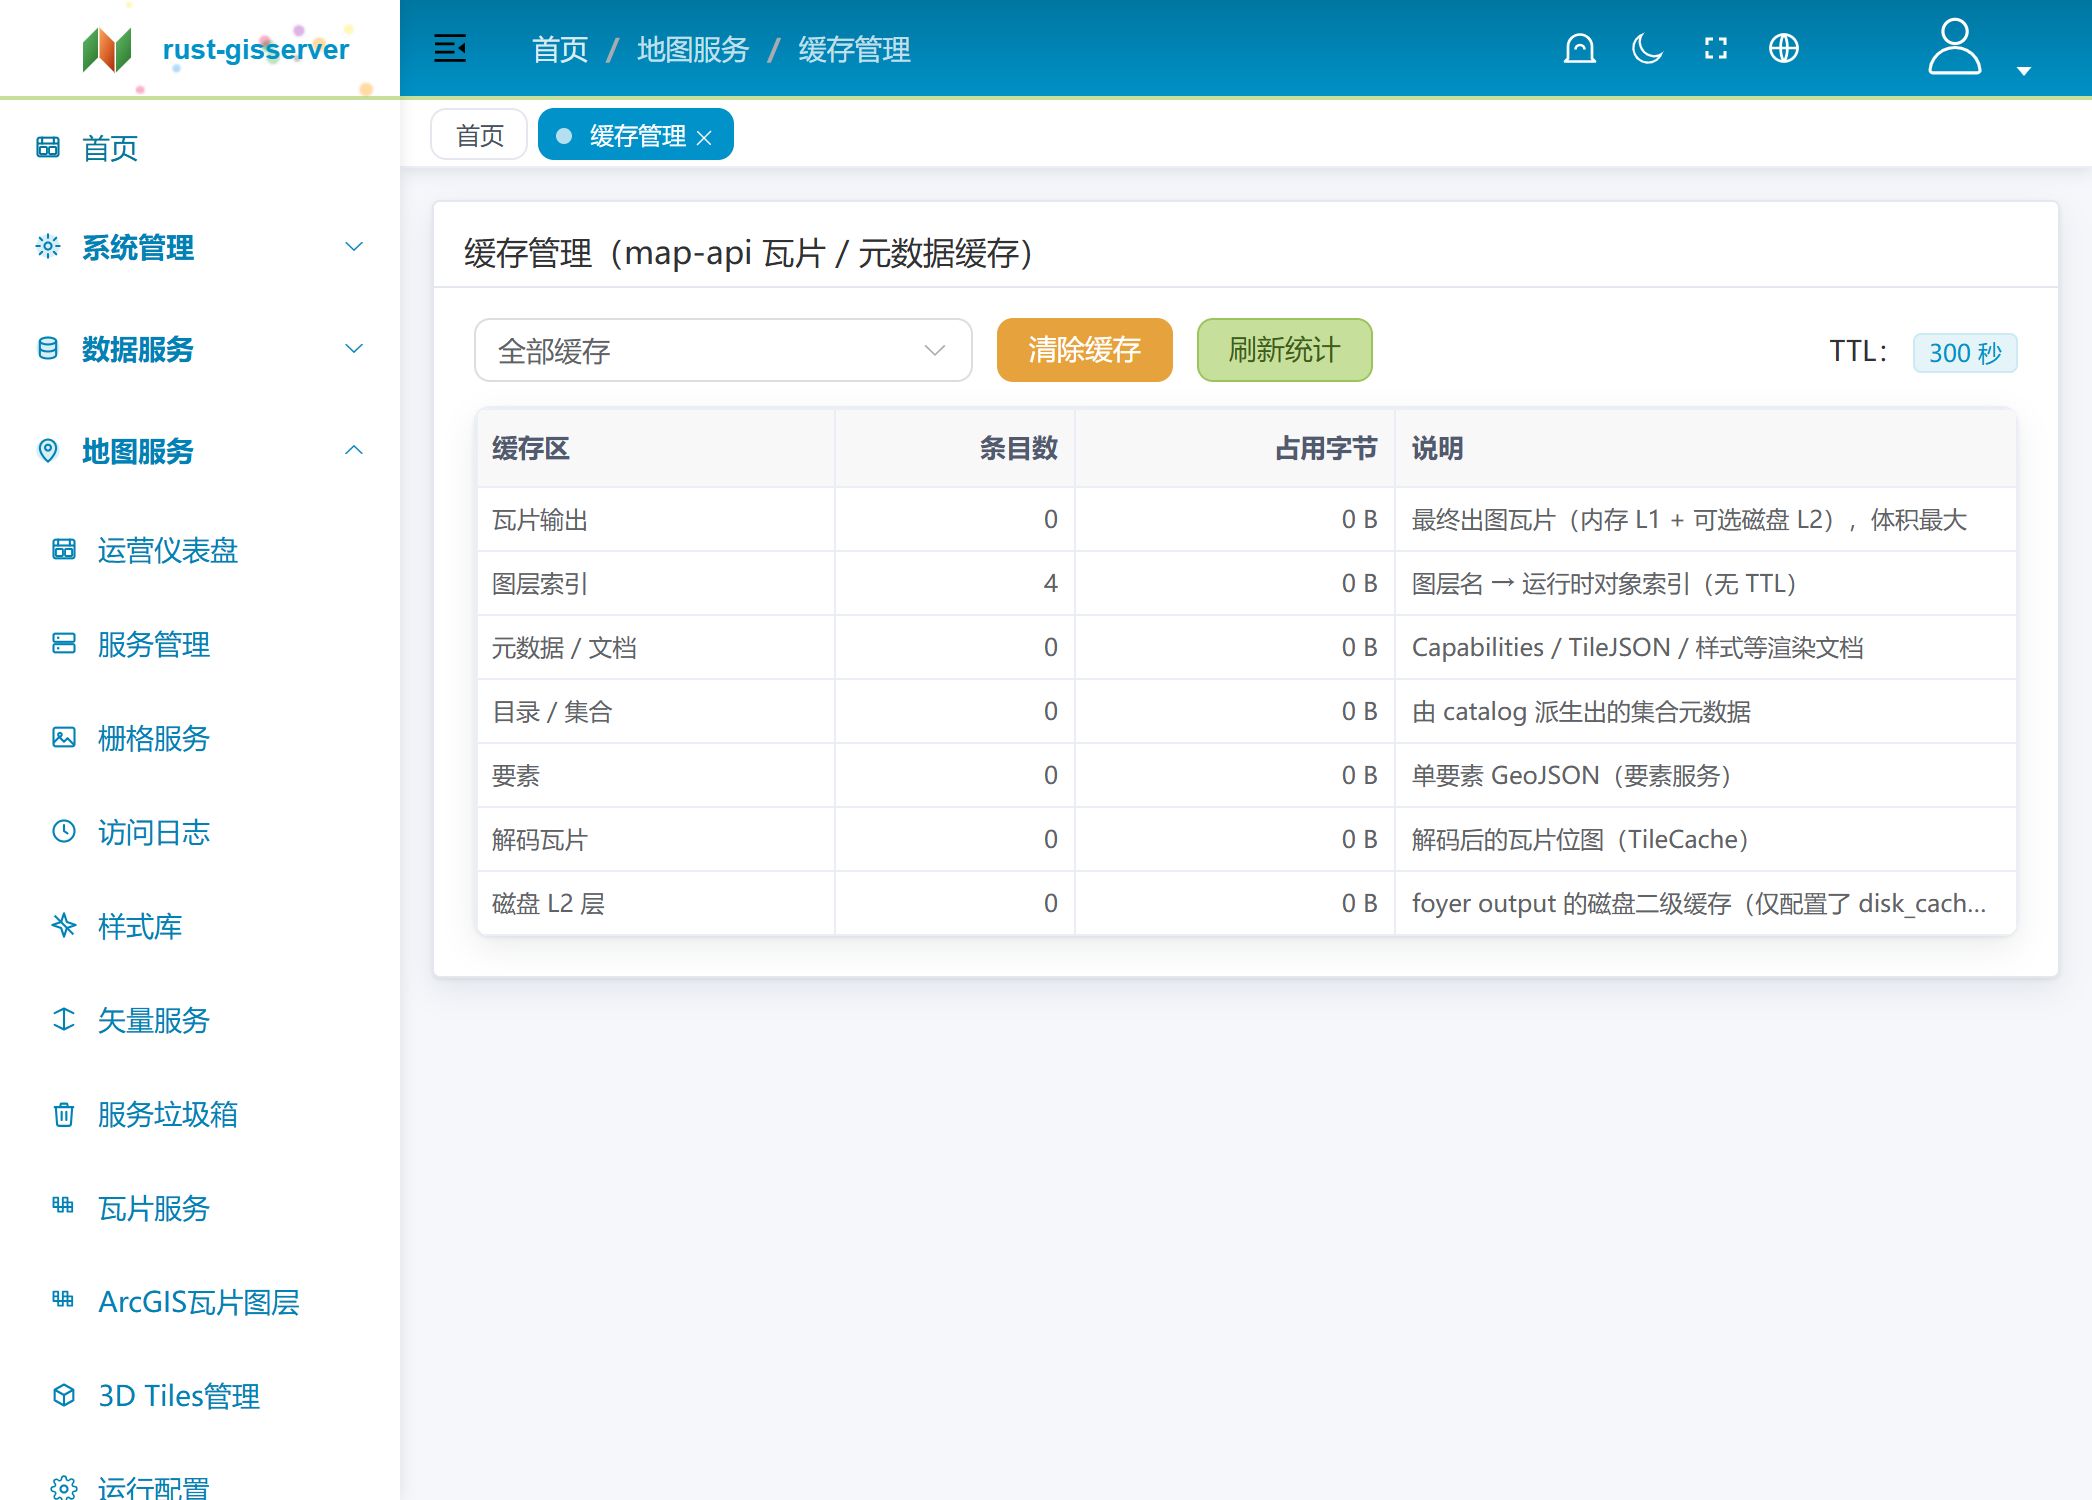 rust-gisserver
首页 / 地图服务 / 缓存管理
首页
缓存管理
首页
系统管理
数据服务
地图服务
运营仪表盘
服务管理
栅格服务
访问日志
样式库
矢量服务
服务垃圾箱
瓦片服务
ArcGIS瓦片图层
3D Tiles管理
运行配置
缓存管理（map-api 瓦片 / 元数据缓存）
全部缓存 清除缓存 刷新统计 TTL： 300 秒
缓存区 条目数 占用字节 说明
瓦片输出 0 0 B 最终出图瓦片（内存 L1 + 可选磁盘 L2），体积最大
图层索引 4 0 B 图层名 → 运行时对象索引（无 TTL）
元数据 / 文档 0 0 B Capabilities / TileJSON / 样式等渲染文档
目录 / 集合 0 0 B 由 catalog 派生出的集合元数据
要素 0 0 B 单要素 GeoJSON（要素服务）
解码瓦片 0 0 B 解码后的瓦片位图（TileCache）
磁盘 L2 层 0 0 B foyer output 的磁盘二级缓存（仅配置了 disk_cach...